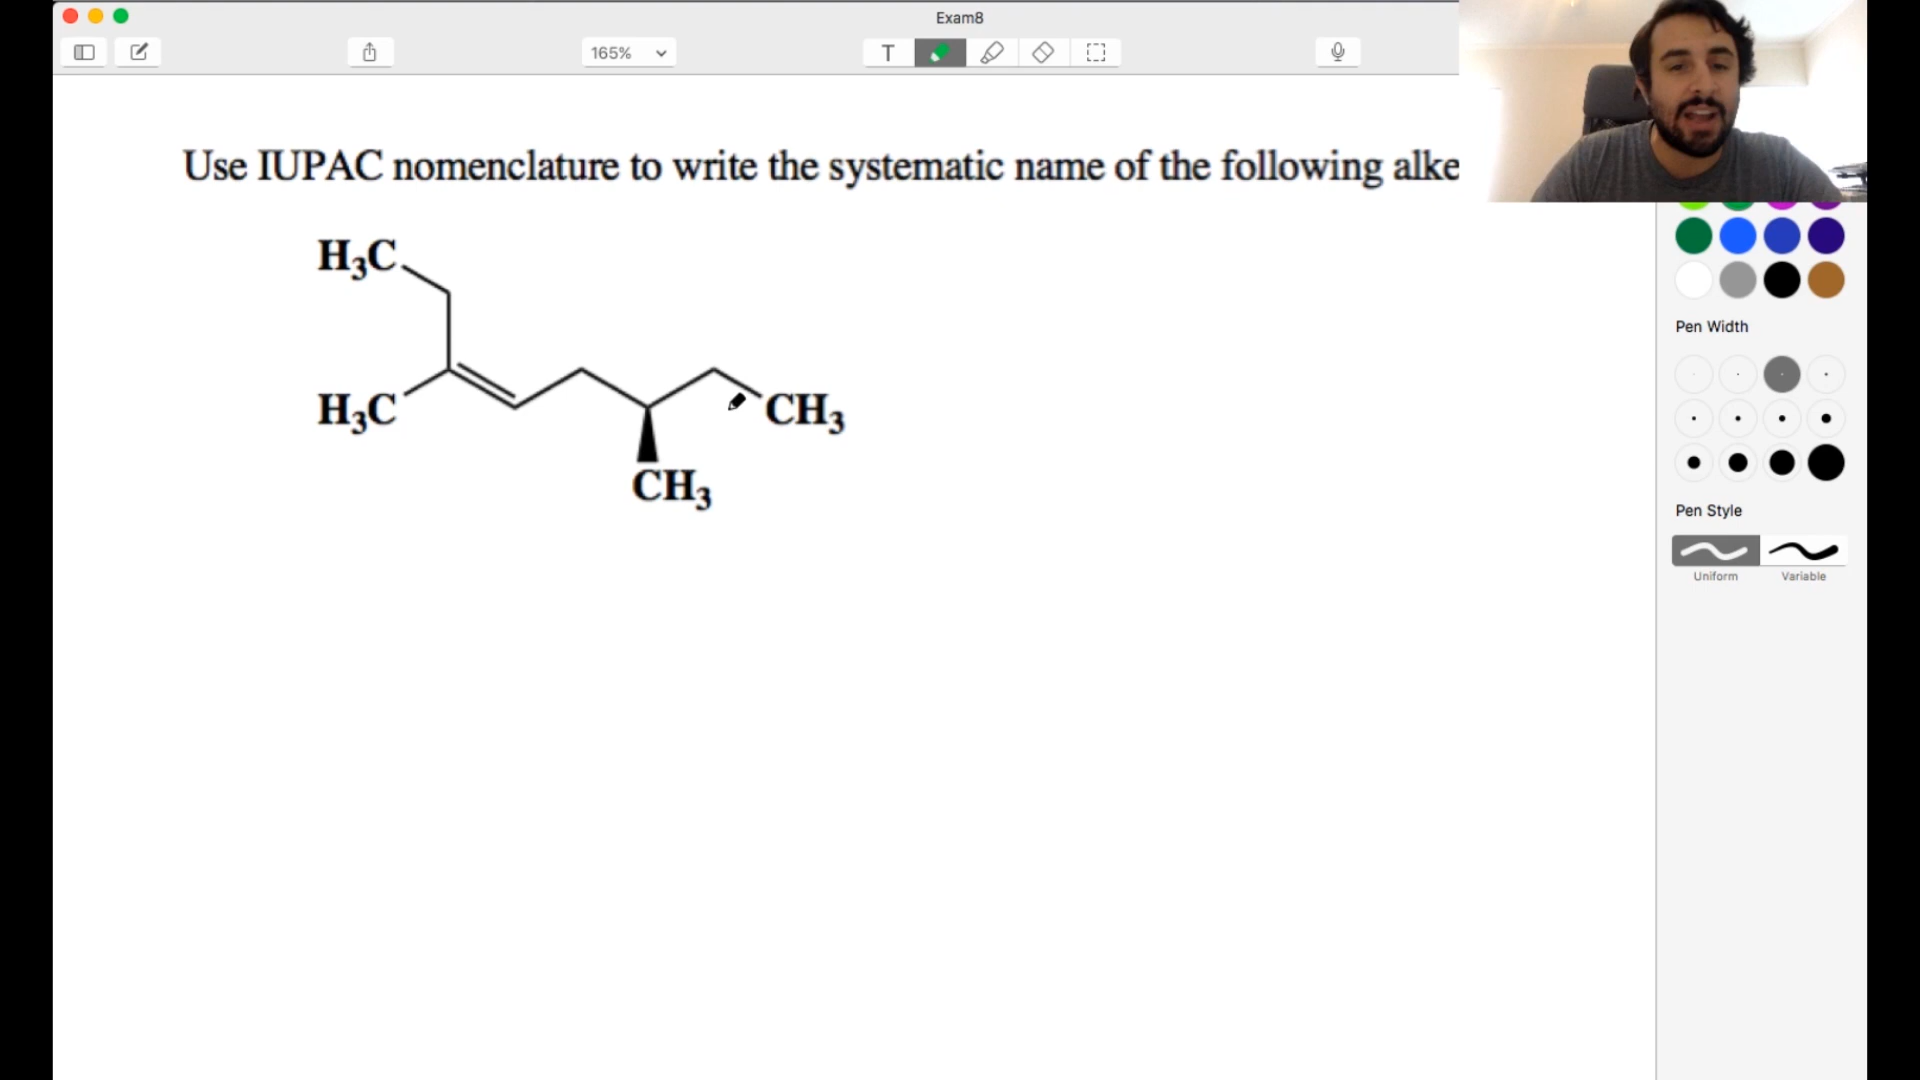 Exam8
165%
T
Use IUPAC nomenclature to write the systematic name of the following alke
H₃C
H₃C
CH₃
CH₃
Pen Width
Pen Style
Uniform Variable